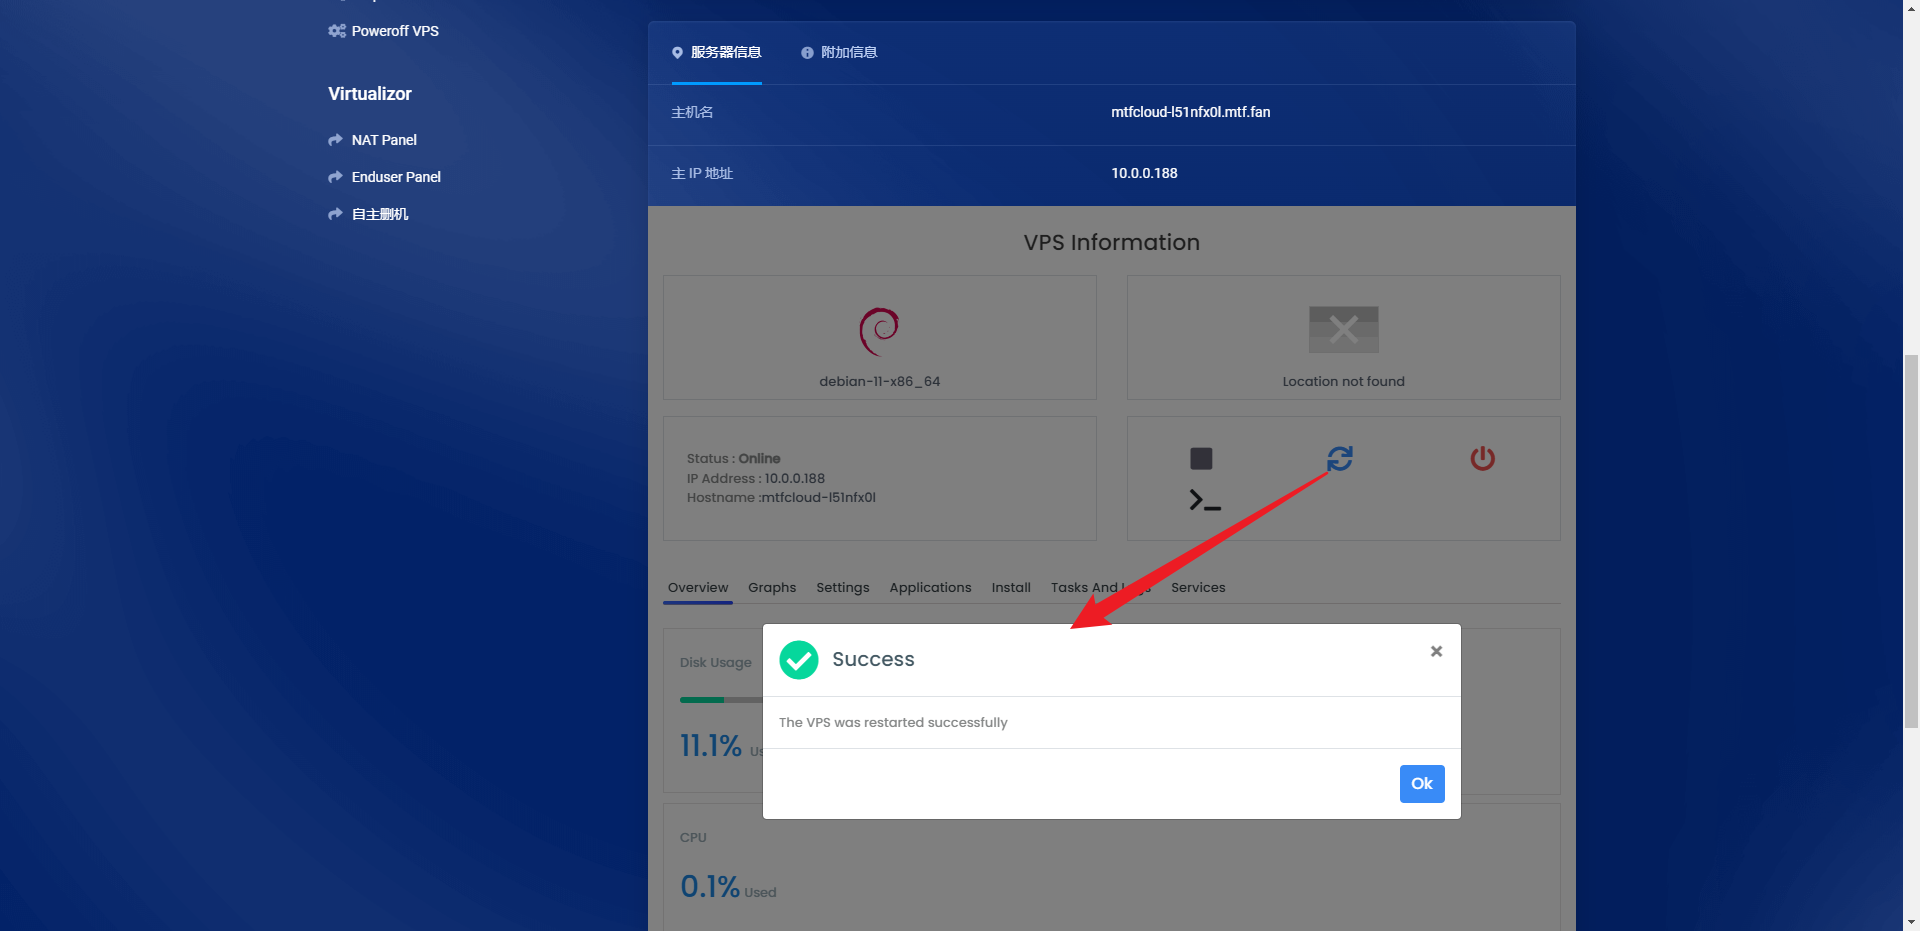 Poweroff VPS
Virtualizor
NAT Panel
Enduser Panel
自主删机
服务器信息
附加信息
主机名
mtfcloud-l51nfx0l.mtf.fan
主 IP 地址
10.0.0.188
VPS Information
debian-11-x86_64
Location not found
Status : Online
IP Address : 10.0.0.188
Hostname :mtfcloud-l51nfx0l
Overview
Graphs
Settings
Applications
Install
Tasks And
Services
Disk Usage
11.1%
Success
The VPS was restarted successfully
Ok
CPU
0.1% Used